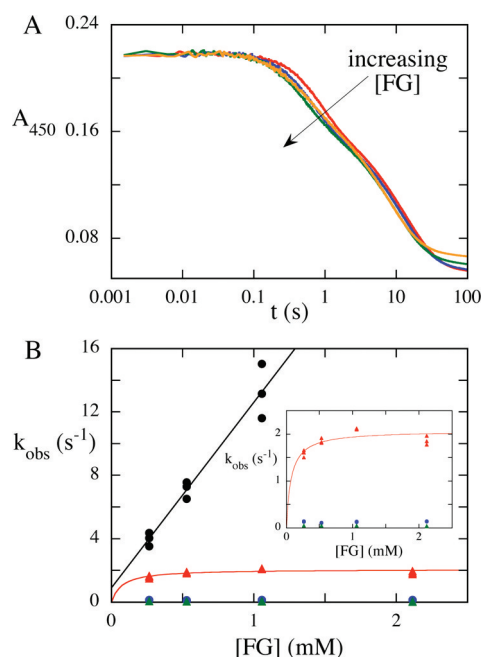 A
0.24
increasing
[FG]
A450 0.16
0.08
0.001 0.01 0.1 1 10 100
t (s)
B
16
12
kobs (s-1)
8
4
0
0 1 2
[FG] (mM)
2
kobs (s-1)
1
0
0 1 2
[FG] (mM)